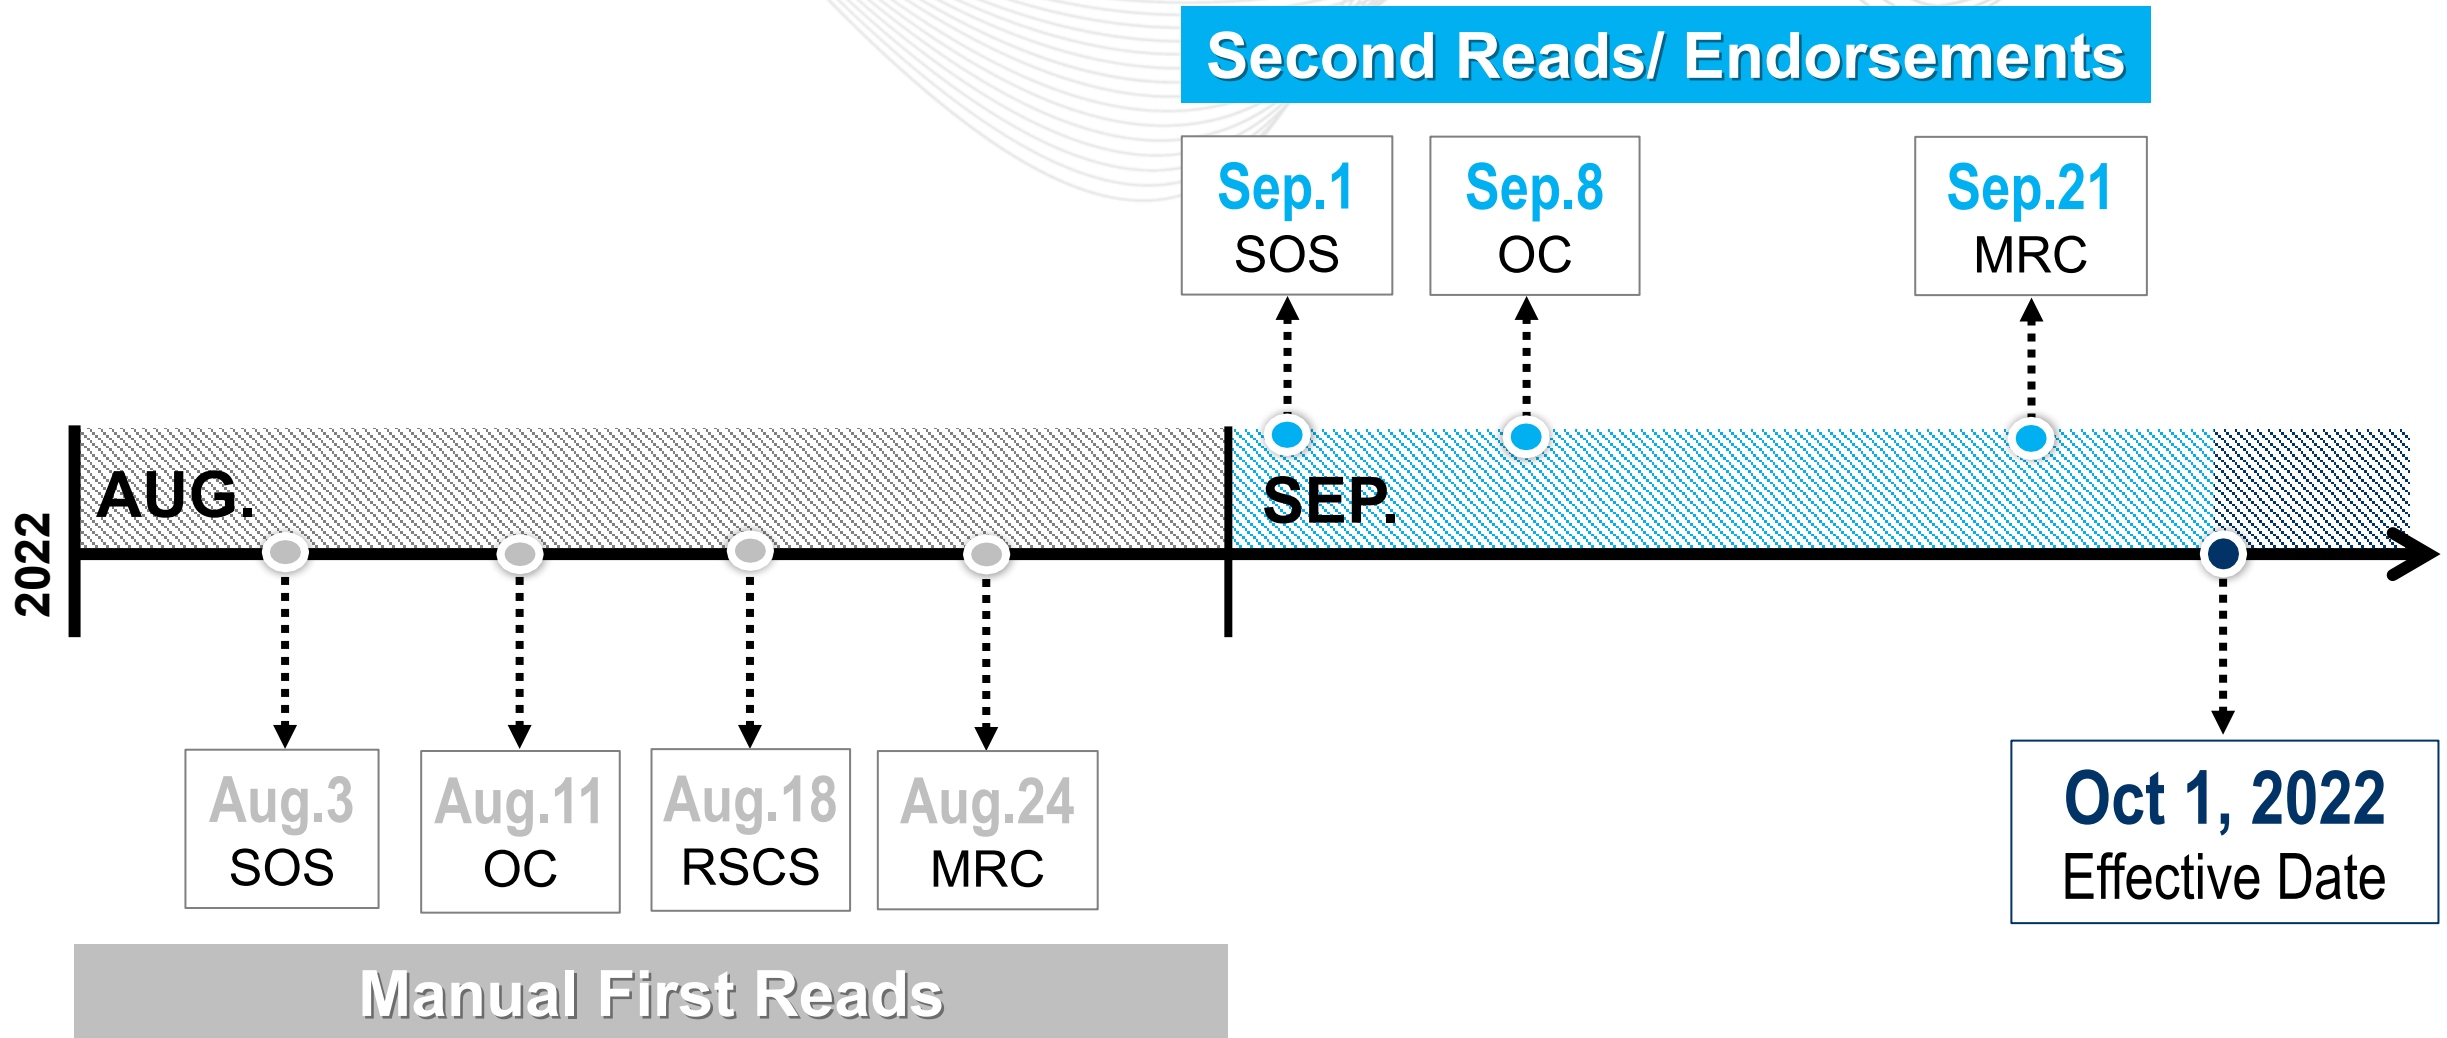 Second Reads/ Endorsements
Sep.1
SOS
Sep.8
OC
Sep.21
MRC
2022
AUG.
SEP.
Aug.3
SOS
Aug.11
OC
Aug.18
RSCS
Aug.24
MRC
Oct 1, 2022
Effective Date
Manual First Reads